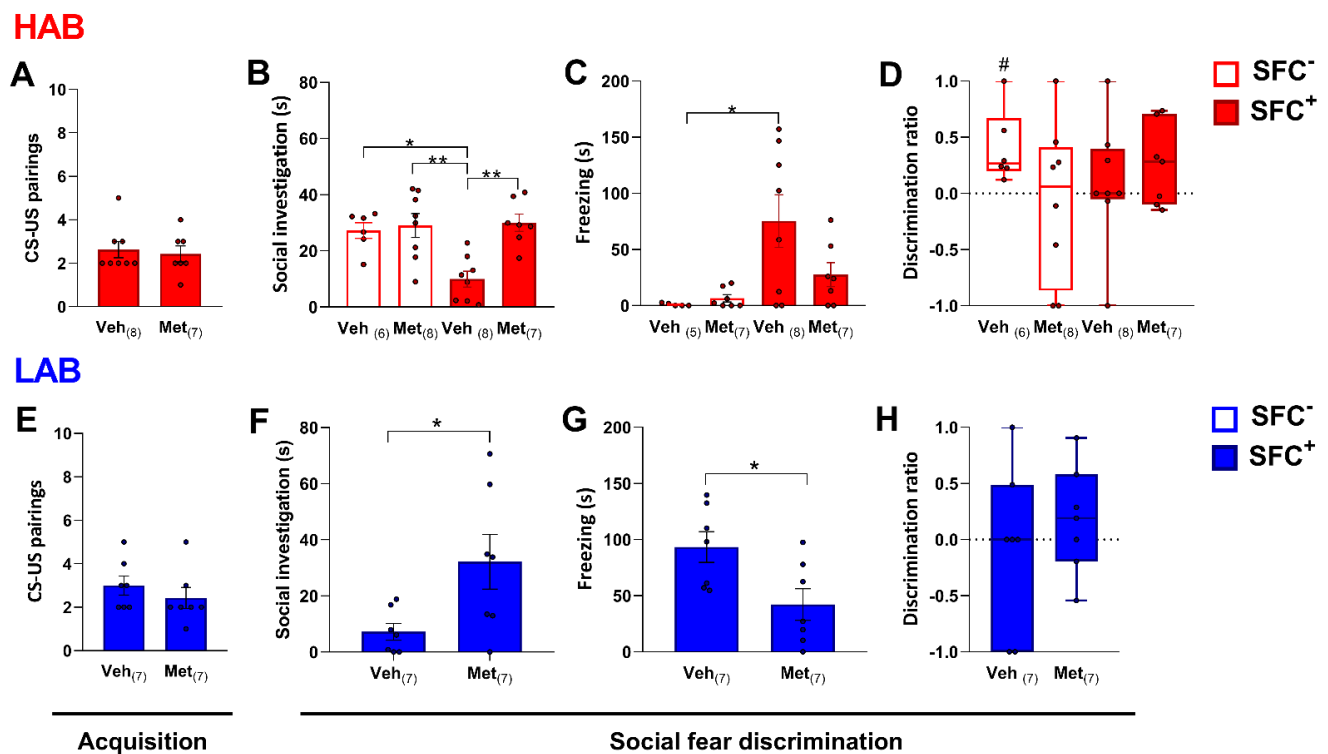 HAB
A
CS-US pairings
10
8
6
4
2
0
Veh(8) Met(7)
B
Social investigation (s)
80
60
40
20
0
*
**
**
Veh (6) Met(8) Veh (8) Met(7)
C
Freezing (s)
200
150
100
50
0
*
Veh (5) Met(7) Veh (8) Met(7)
D
Discrimination ratio
1.0
0.5
0.0
-0.5
-1.0
#
Veh (6) Met(8) Veh (8) Met(7)
SFC-
SFC+
LAB
E
CS-US pairings
10
8
6
4
2
0
Veh(7) Met(7)
F
Social investigation (s)
80
60
40
20
0
*
Veh(7) Met(7)
G
Freezing (s)
200
150
100
50
0
*
Veh(7) Met(7)
H
Discrimination ratio
1.0
0.5
0.0
-0.5
-1.0
Veh (7) Met(7)
SFC-
SFC+
Acquisition
Social fear discrimination